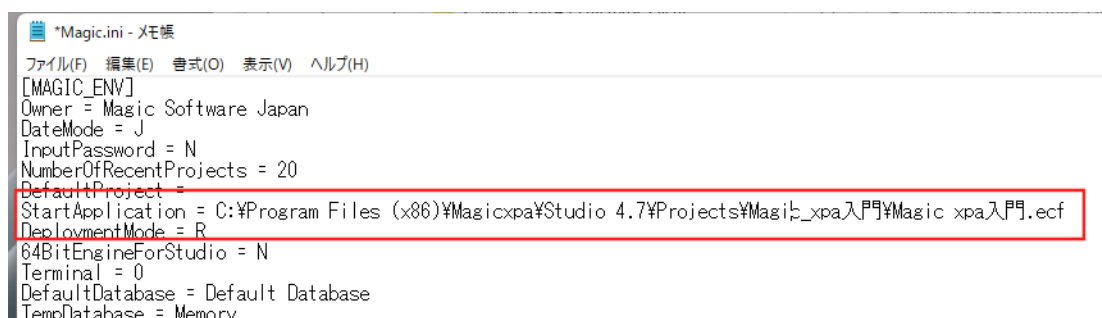 *Magic.ini - メモ帳
ファイル(F) 編集(E) 書式(O) 表示(V) ヘルプ(H)
[MAGIC_ENV]
Owner = Magic Software Japan
DateMode = J
InputPassword = N
NumberOfRecentProjects = 20
DefaultProject =
StartApplication = C:¥Program Files (x86)¥Magicxpa¥Studio 4.7¥Projects¥Magic_xpa入門¥Magic xpa入門.ecf
DeploymentMode = R
64BitEngineForStudio = N
Terminal = 0
DefaultDatabase = Default Database
TempDatabase = Memory